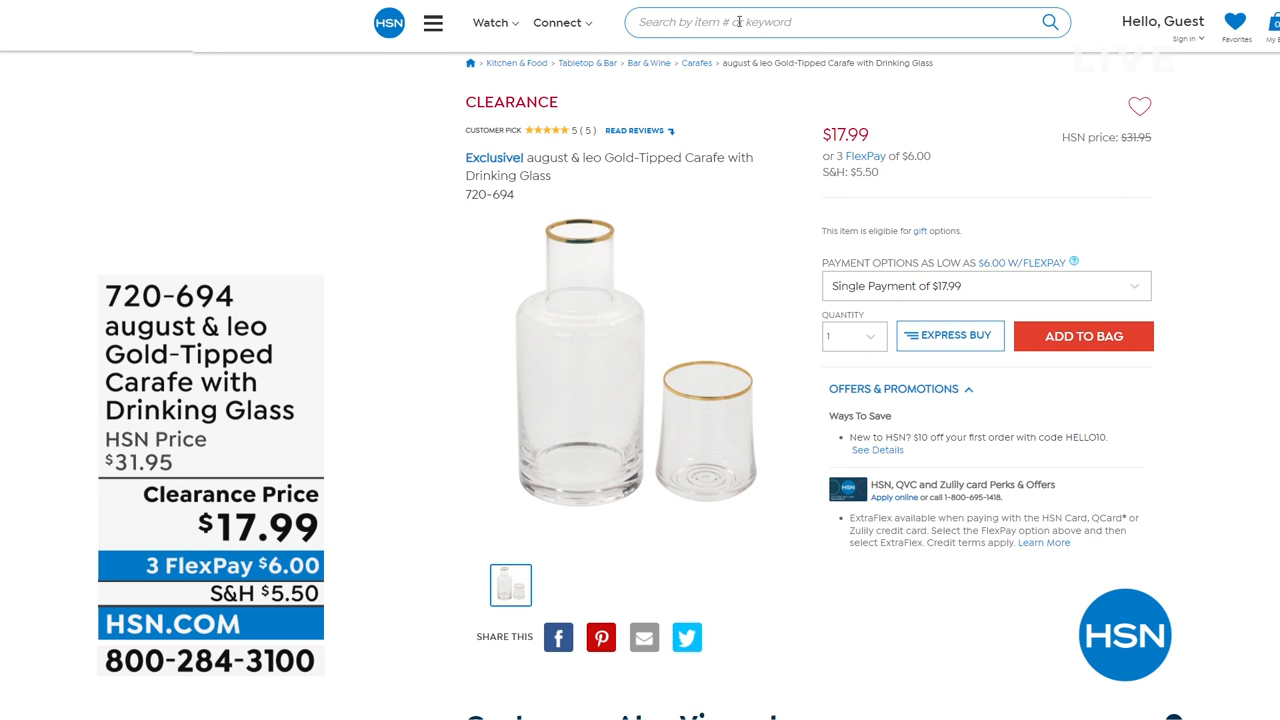 HSN
Watch
Connect
Search by item # or keyword
Hello, Guest
Sign In
Favorites
LIVE
> Kitchen & Food > Tabletop & Bar > Bar & Wine > Carafes > august & leo Gold-Tipped Carafe with Drinking Glass
CLEARANCE
CUSTOMER PICK 5 ( 5 ) READ REVIEWS
Exclusive! august & leo Gold-Tipped Carafe with
Drinking Glass
720-694
$17.99
HSN price: $31.95
or 3 FlexPay of $6.00
S&H: $5.50
This item is eligible for gift options.
PAYMENT OPTIONS AS LOW AS $6.00 W/FLEXPAY ?
Single Payment of $17.99
QUANTITY
1
EXPRESS BUY
ADD TO BAG
OFFERS & PROMOTIONS
Ways To Save
• New to HSN? $10 off your first order with code HELLO10.
See Details
HSN
HSN, QVC and Zulily card Perks & Offers
Apply online or call 1-800-695-1418.
• ExtraFlex available when paying with the HSN Card, QCard® or
Zulily credit card. Select the FlexPay option above and then
select ExtraFlex. Credit terms apply. Learn More
SHARE THIS
720-694
august & leo
Gold-Tipped
Carafe with
Drinking Glass
HSN Price
$31.95
Clearance Price
$17.99
3 FlexPay $6.00
S&H $5.50
HSN.COM
800-284-3100
HSN